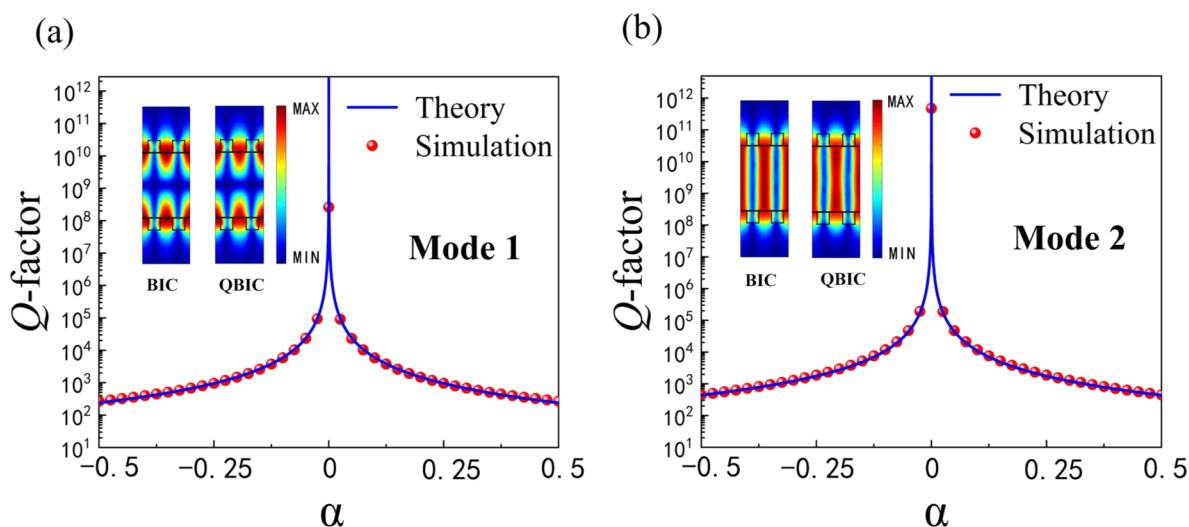 (a)
10¹²
10¹¹
10¹⁰
10⁹
10⁸
10⁷
10⁶
10⁵
10⁴
10³
10²
10¹
Q-factor
MAX
MIN
BIC QBIC
Theory
Simulation
Mode 1
-0.5 -0.25 0 0.25 0.5
α
(b)
10¹²
10¹¹
10¹⁰
10⁹
10⁸
10⁷
10⁶
10⁵
10⁴
10³
10²
10¹
Q-factor
MAX
MIN
BIC QBIC
Theory
Simulation
Mode 2
-0.5 -0.25 0 0.25 0.5
α